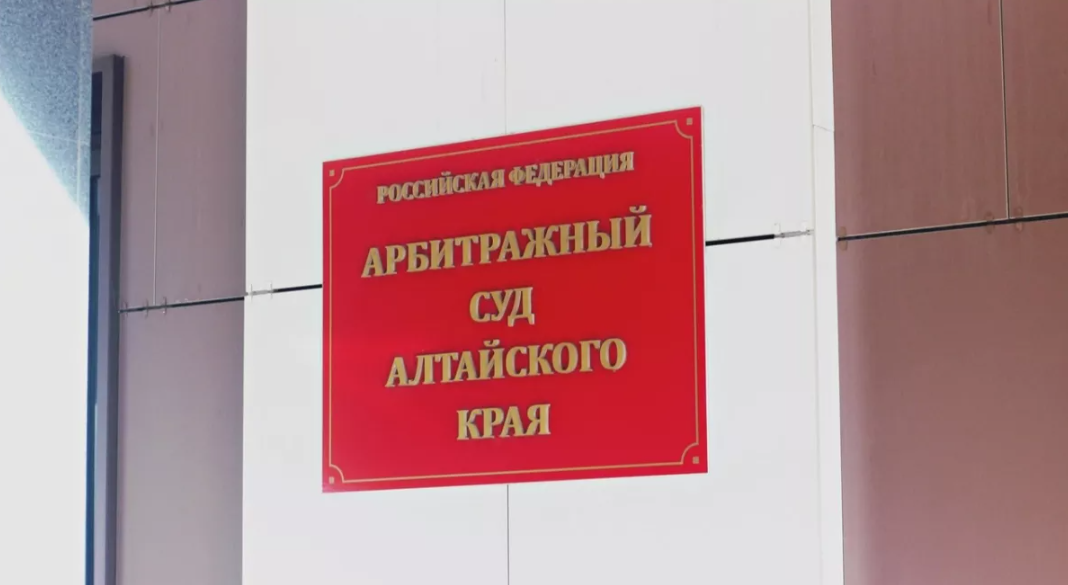 РОССИЙСКАЯ ФЕДЕРАЦИЯ
АРБИТРАЖНЫЙ
СУД
АЛТАЙСКОГО
КРАЯ